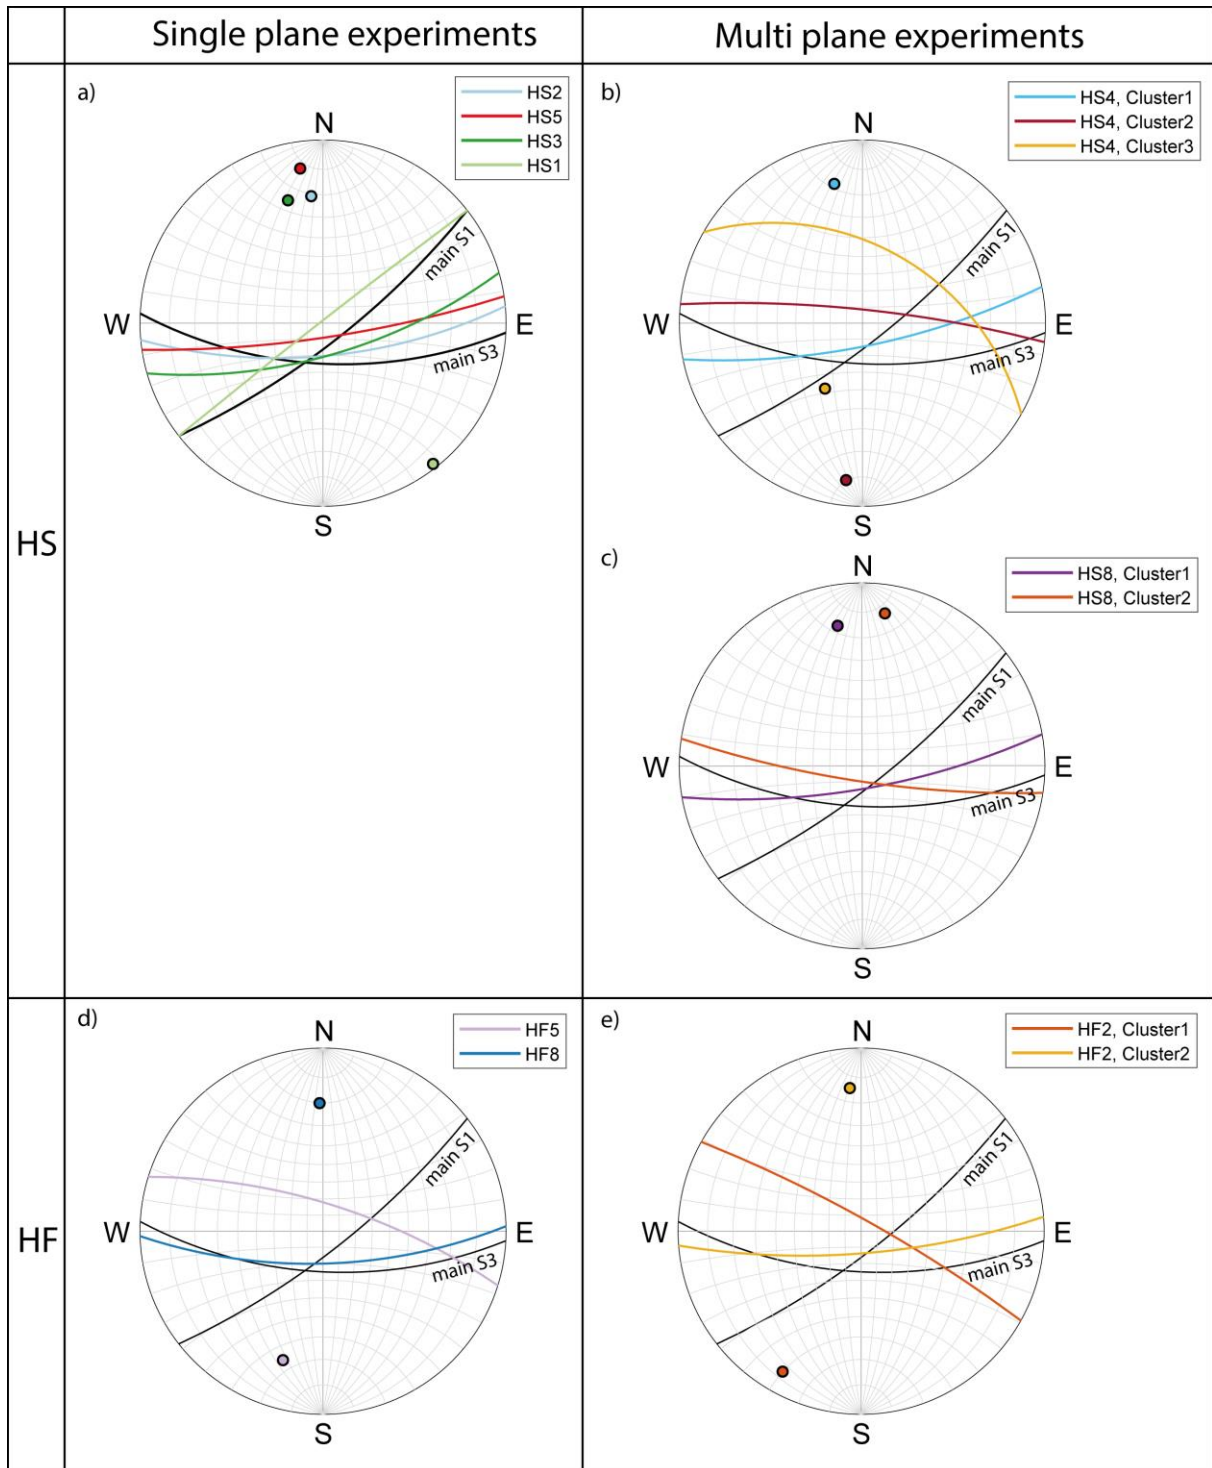 Single plane experiments
Multi plane experiments
HS
a)
HS2
HS5
HS3
HS1
N
W
E
S
main S1
main S3
b)
HS4, Cluster1
HS4, Cluster2
HS4, Cluster3
N
W
E
S
main S1
main S3
c)
HS8, Cluster1
HS8, Cluster2
N
W
E
S
main S1
main S3
HF
d)
HF5
HF8
N
W
E
S
main S1
main S3
e)
HF2, Cluster1
HF2, Cluster2
N
W
E
S
main S1
main S3